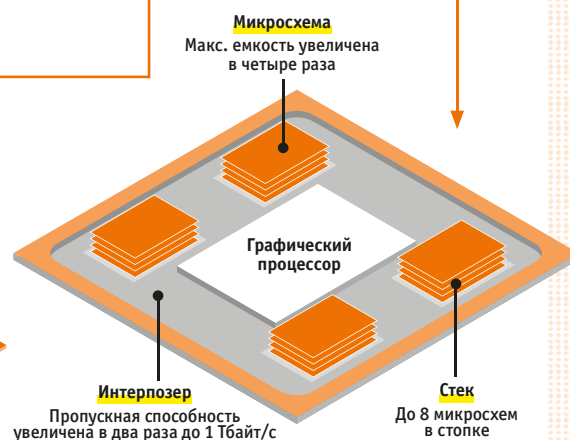 Микросхема
Макс. емкость увеличена
в четыре раза
Графический
процессор
Интерпозер
Пропускная способность
увеличена в два раза до 1 Тбайт/с
Стек
До 8 микросхем
в стопке